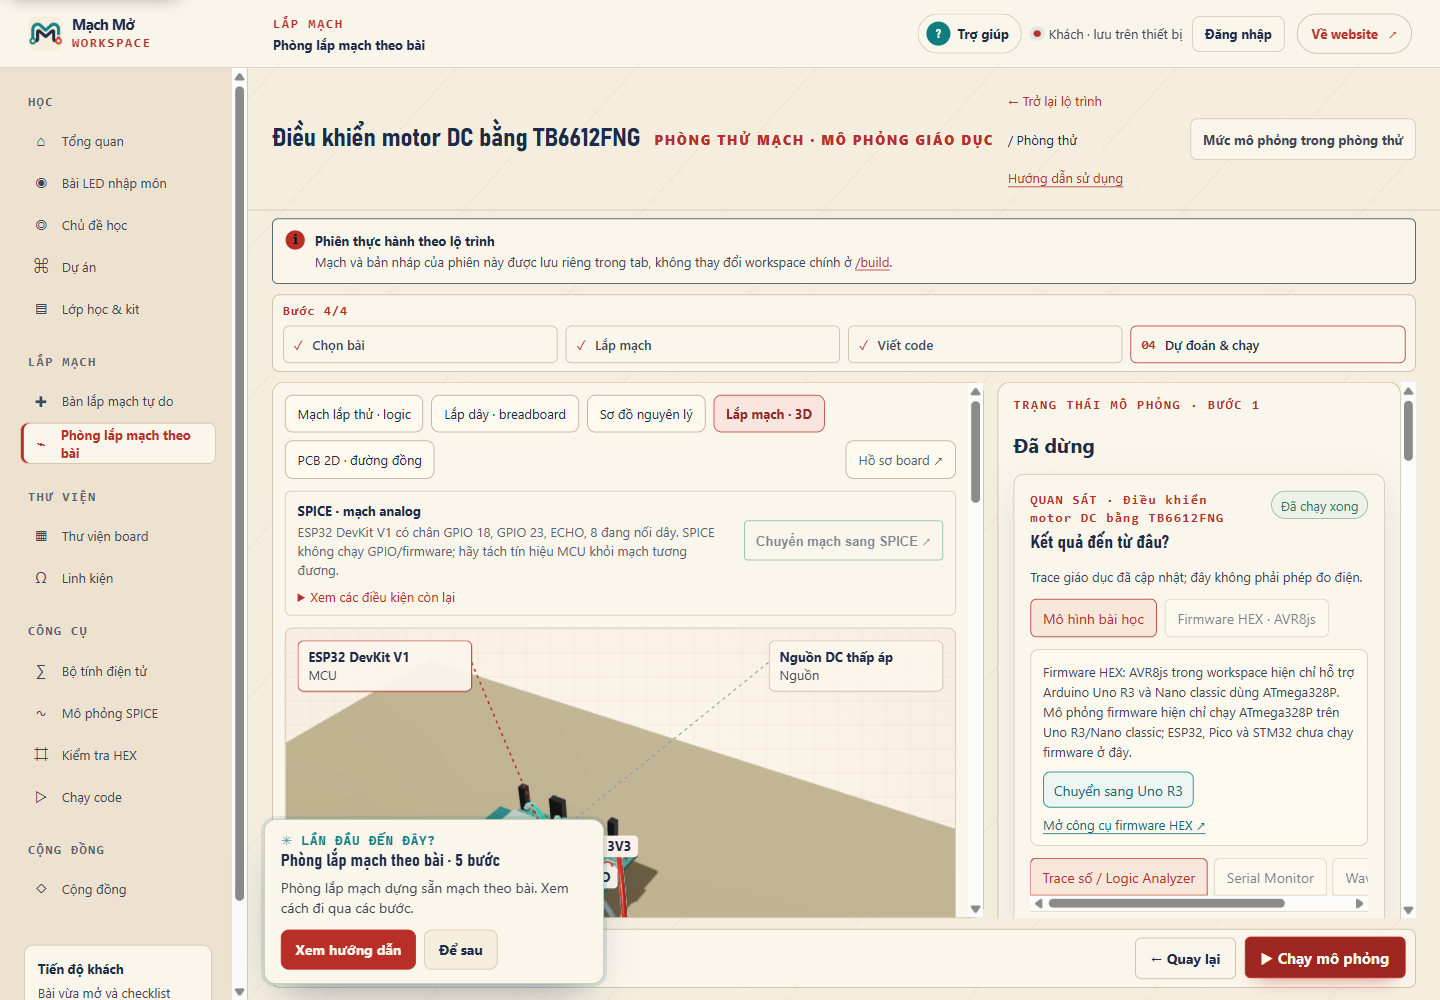 Mạch Mở
WORKSPACE
LẮP MẠCH
Phòng lắp mạch theo bài
? Trợ giúp
Khách · lưu trên thiết bị
Đăng nhập
Về website ↗
HỌC
Tổng quan
Bài LED nhập môn
Chủ đề học
Dự án
Lớp học & kit
LẮP MẠCH
Bàn lắp mạch tự do
Phòng lắp mạch theo
bài
THƯ VIỆN
Thư viện board
Linh kiện
CÔNG CỤ
Bộ tính điện tử
Mô phỏng SPICE
Kiểm tra HEX
Chạy code
CỘNG ĐỒNG
Cộng đồng
Tiến độ khách
Bài vừa mở và checklist
Điều khiển motor DC bằng TB6612FNG
PHÒNG THỬ MẠCH · MÔ PHỎNG GIÁO DỤC
← Trở lại lộ trình
/ Phòng thử
Hướng dẫn sử dụng
Mức mô phỏng trong phòng thử
Phiên thực hành theo lộ trình
Mạch và bản nháp của phiên này được lưu riêng trong tab, không thay đổi workspace chính ở /build.
Bước 4/4
✓ Chọn bài
✓ Lắp mạch
✓ Viết code
04 Dự đoán & chạy
Mạch lắp thử · logic
Lắp dây · breadboard
Sơ đồ nguyên lý
Lắp mạch · 3D
PCB 2D · đường đồng
Hồ sơ board ↗
SPICE · mạch analog
ESP32 DevKit V1 có chân GPIO 18, GPIO 23, ECHO, 8 đang nối dây. SPICE
không chạy GPIO/firmware; hãy tách tín hiệu MCU khỏi mạch tương
đương.
▶ Xem các điều kiện còn lại
Chuyển mạch sang SPICE ↗
ESP32 DevKit V1
MCU
Nguồn DC thấp áp
Nguồn
3V3
LẦN ĐẦU ĐẾN ĐÂY?
Phòng lắp mạch theo bài · 5 bước
Phòng lắp mạch dựng sẵn mạch theo bài. Xem
cách đi qua các bước.
Xem hướng dẫn
Để sau
TRẠNG THÁI MÔ PHỎNG · BƯỚC 1
Đã dừng
QUAN SÁT · Điều khiển
motor DC bằng TB6612FNG
Đã chạy xong
Kết quả đến từ đâu?
Trace giáo dục đã cập nhật; đây không phải phép đo điện.
Mô hình bài học
Firmware HEX · AVR8js
Firmware HEX: AVR8js trong workspace hiện chỉ hỗ trợ
Arduino Uno R3 và Nano classic dùng ATmega328P.
Mô phỏng firmware hiện chỉ chạy ATmega328P trên
Uno R3/Nano classic; ESP32, Pico và STM32 chưa chạy
firmware ở đây.
Chuyển sang Uno R3
Mở công cụ firmware HEX ↗
Trace số / Logic Analyzer
Serial Monitor
← Quay lại
▶ Chạy mô phỏng